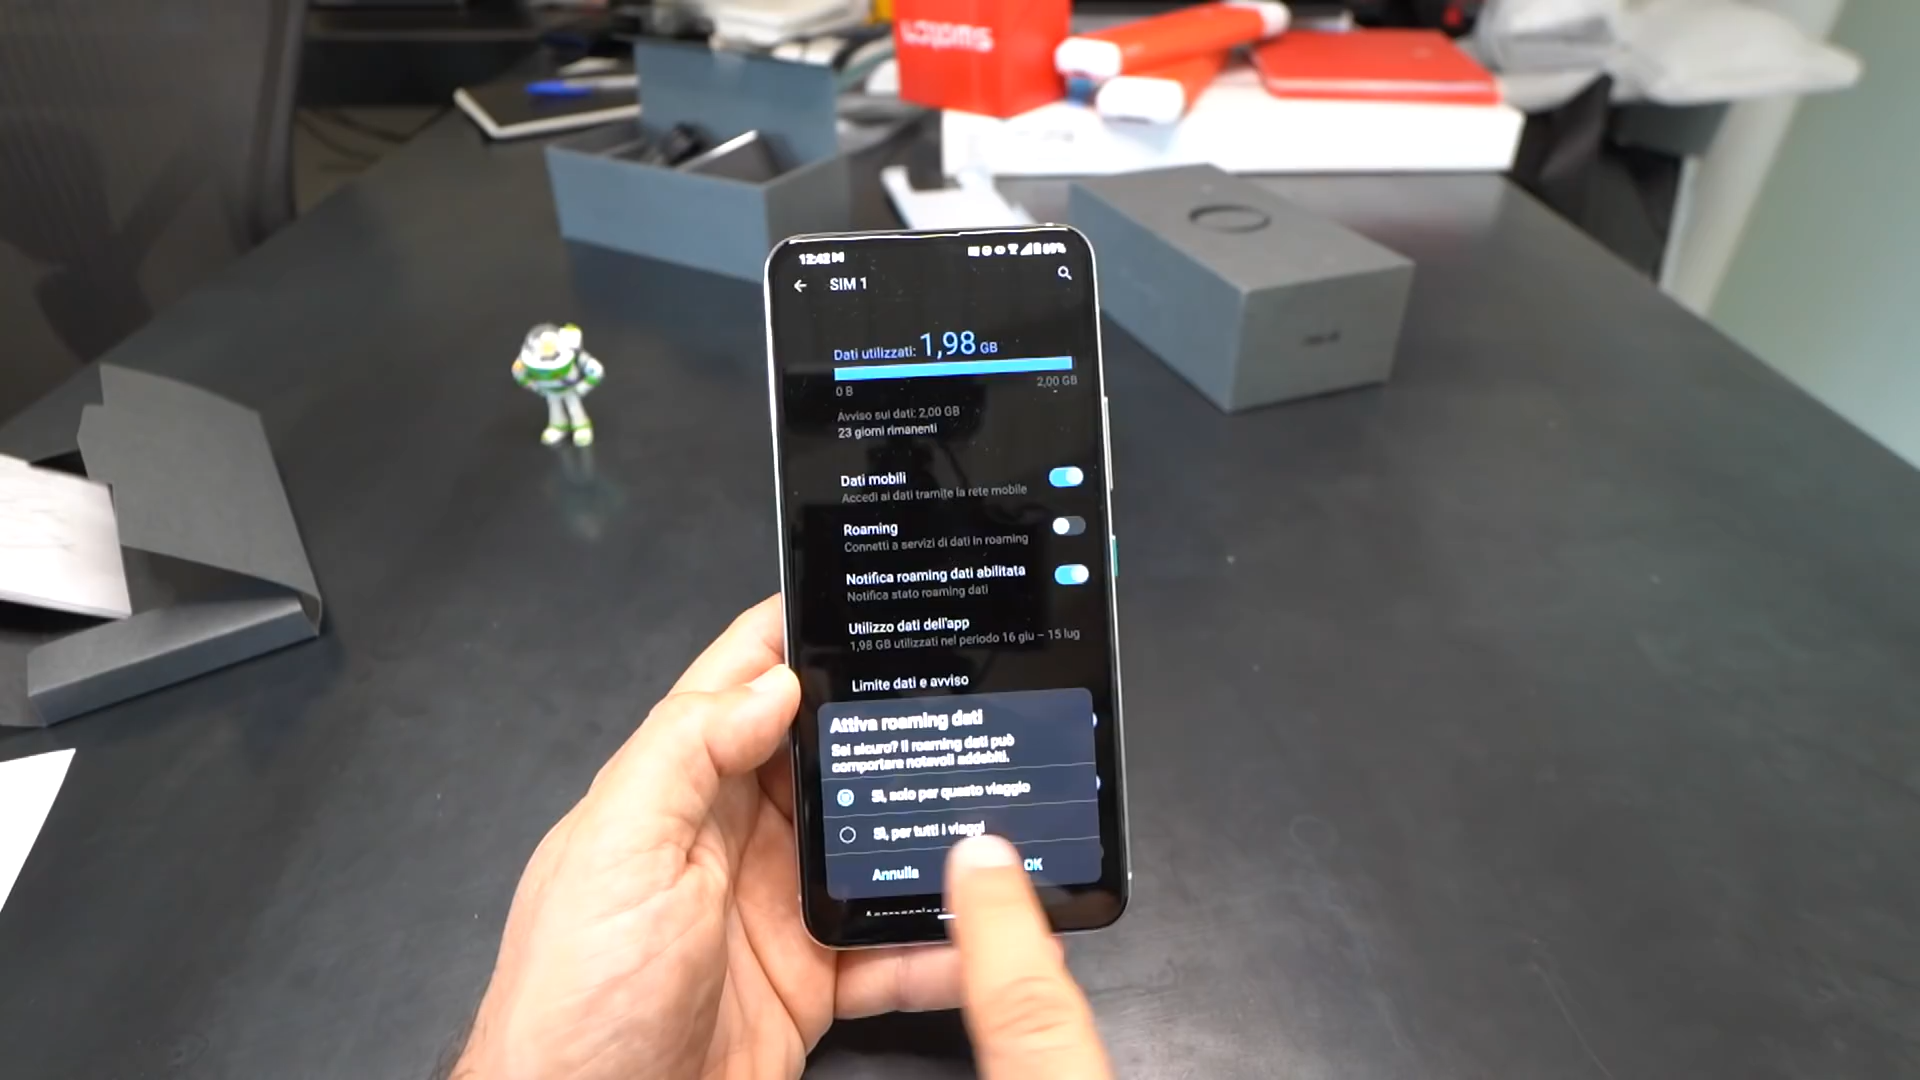 12:42
SIM 1
Dati utilizzati: 1,98 GB
0 B
2,00 GB
Avviso sui dati: 2,00 GB
23 giorni rimanenti
Dati mobili
Accedi ai dati tramite la rete mobile
Roaming
Connetti a servizi di dati in roaming
Notifica roaming dati abilitata
Notifica stato roaming dati
Utilizzo dati dell'app
1,98 GB utilizzati nel periodo 16 giu – 15 lug
Limite dati e avviso
Attiva roaming dati
Sei sicuro? Il roaming dati può
comportare notevoli addebiti.
Sì, solo per questo viaggio
Sì, per tutti i viaggi
Annulla
OK